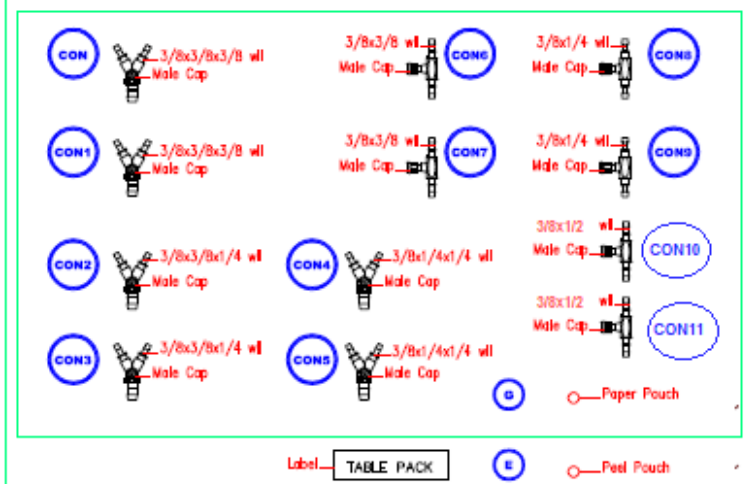 CON
3/8x3/8x3/8 wll
Male Cap
3/8x3/8 wll
Male Cap
CON6
3/8x1/4 wll
Male Cap
CON8
CON1
3/8x3/8x3/8 wll
Male Cap
3/8x3/8 wll
Male Cap
CON7
3/8x1/4 wll
Male Cap
CON9
CON2
3/8x3/8x1/4 wll
Male Cap
CON4
3/8x1/4x1/4 wll
Male Cap
3/8x1/2 wll
Male Cap
CON10
CON3
3/8x3/8x1/4 wll
Male Cap
CON5
3/8x1/4x1/4 wll
Male Cap
3/8x1/2 wll
Male Cap
CON11
G
Paper Pouch
Label
TABLE PACK
E
Peel Pouch